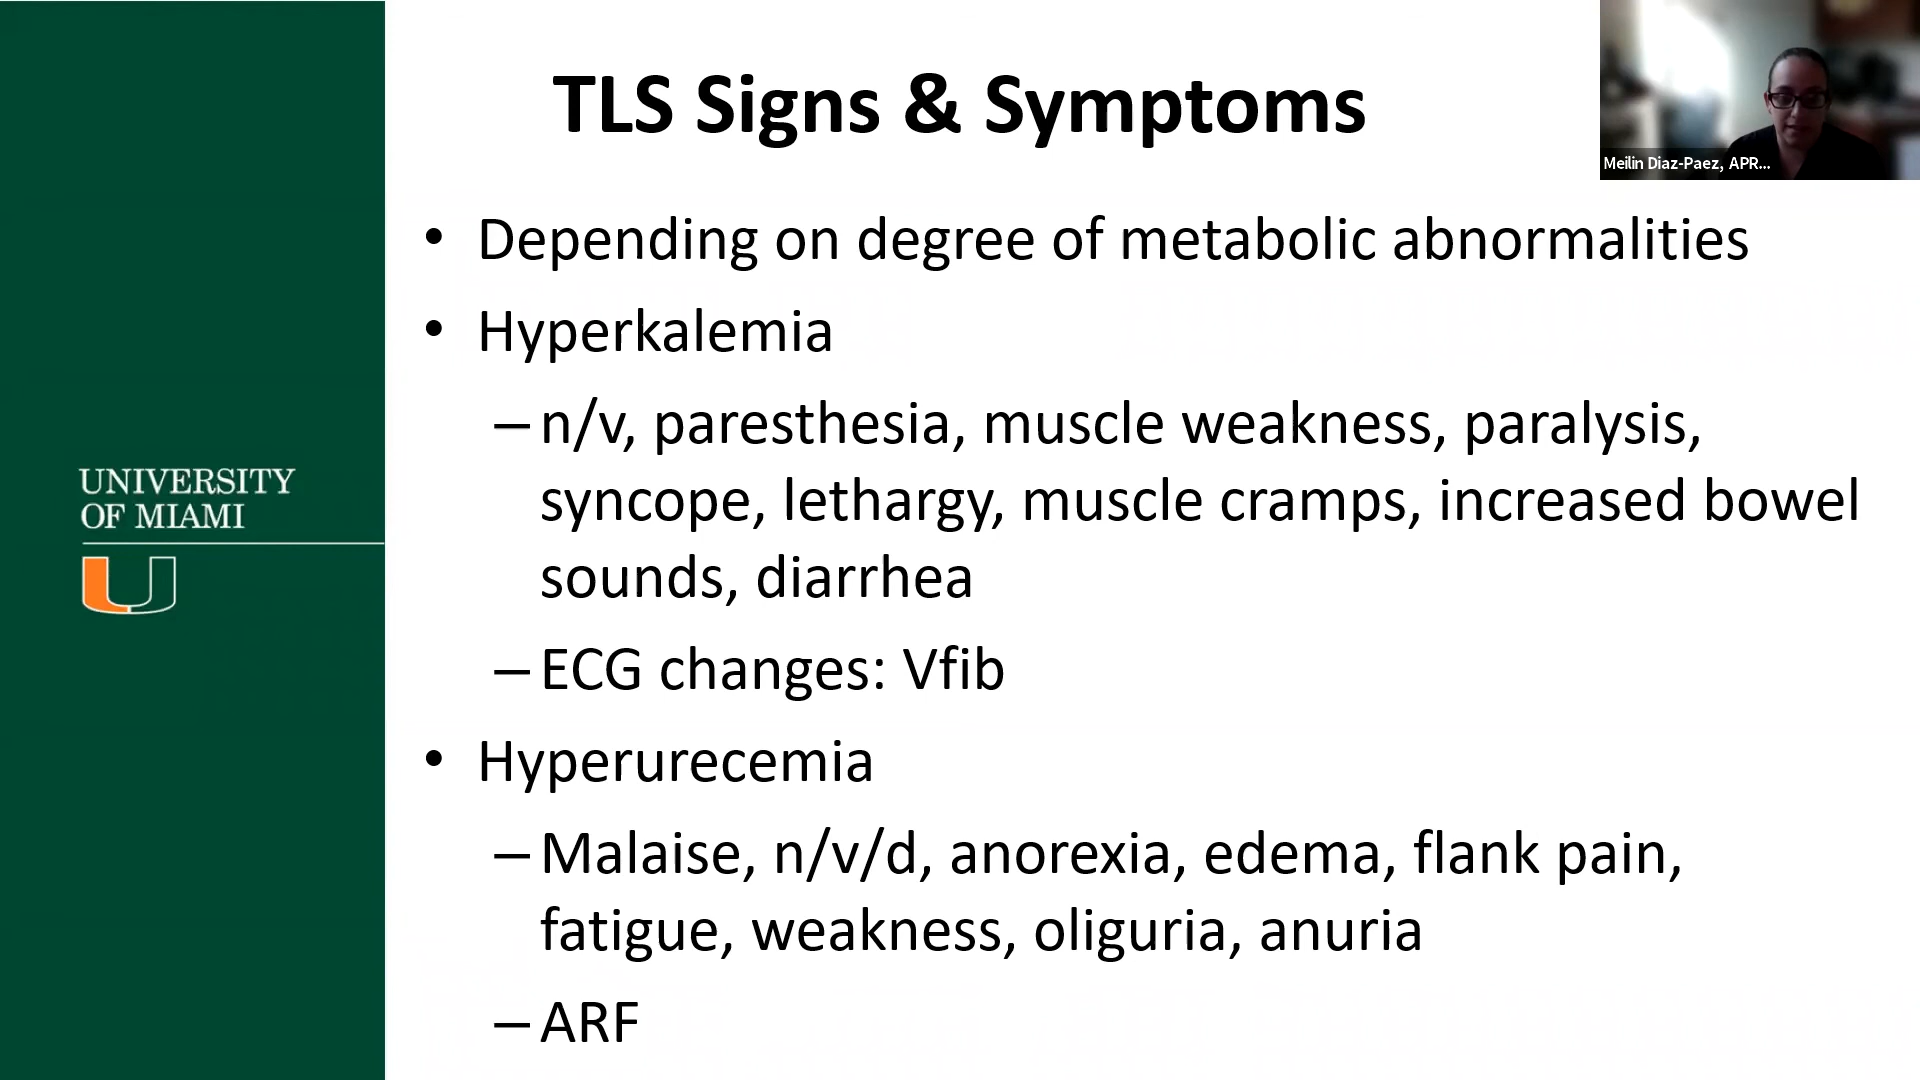 TLS Signs & Symptoms
Meilin Diaz-Paez, APR...
• Depending on degree of metabolic abnormalities
• Hyperkalemia
– n/v, paresthesia, muscle weakness, paralysis,
syncope, lethargy, muscle cramps, increased bowel
sounds, diarrhea
– ECG changes: Vfib
• Hyperurecemia
– Malaise, n/v/d, anorexia, edema, flank pain,
fatigue, weakness, oliguria, anuria
– ARF
UNIVERSITY
OF MIAMI